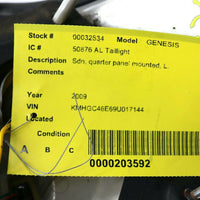 Stock # 00032534 Model GENESIS
IC # 50876 AL Taillight
Description Sdn, quarter panel mounted, L.
Comments
Year 2009
VIN KMHGC46E69U017144
Located
Condition
A B C
0000203592